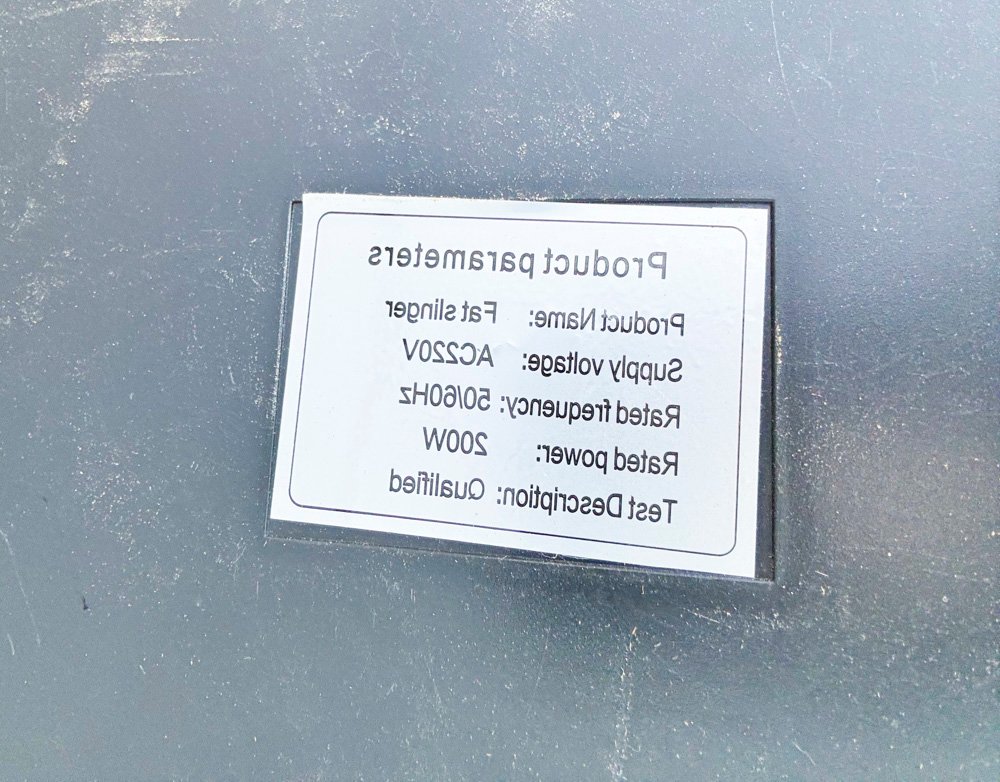 Product parameters
Product Name: Fat slinger
Supply voltage: AC220V
Rated frequency: 50/60Hz
Rated power: 200W
Test Description: Qualified